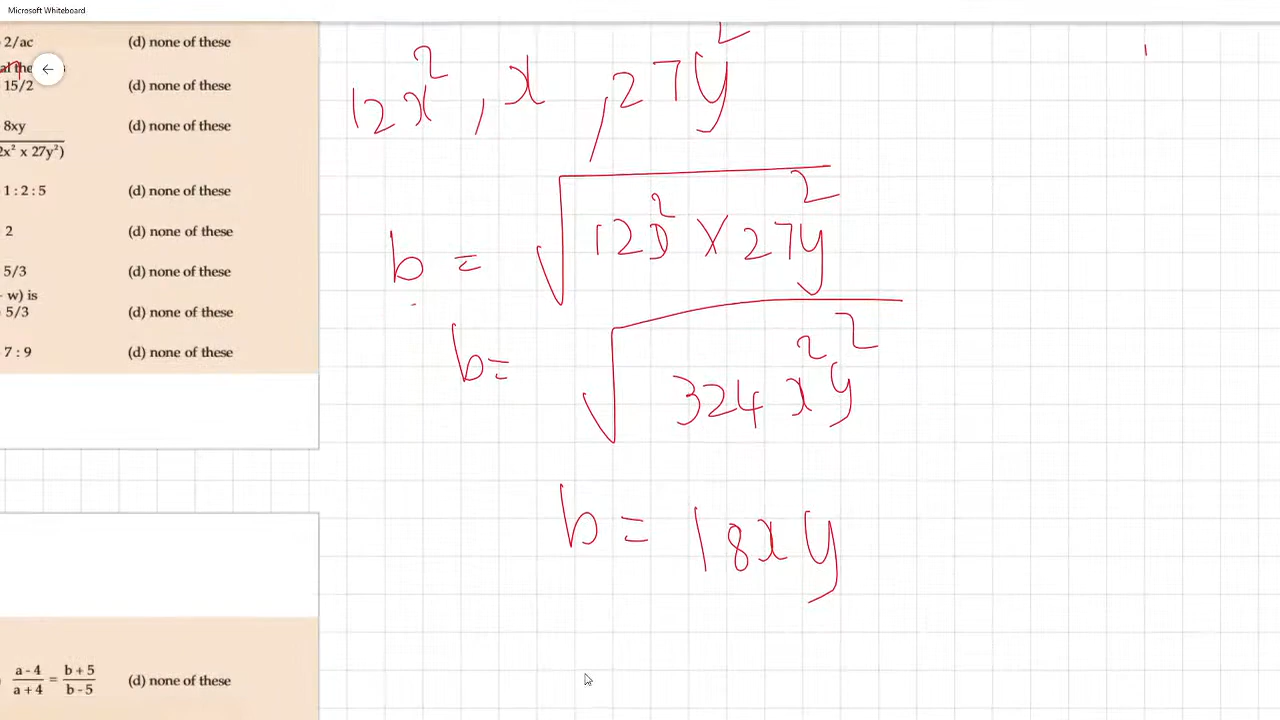 Microsoft Whiteboard
2/ac (d) none of these
15/2 (d) none of these
8xy (d) none of these
2x² x 27y²)
1 : 2 : 5 (d) none of these
2 (d) none of these
5/3 (d) none of these
- w) is
5/3 (d) none of these
7 : 9 (d) none of these
a - 4 / a + 4 = b + 5 / b - 5 (d) none of these
12x², x, 27y²
b = √12x² × 27y²
b = √324x²y²
b = 18xy